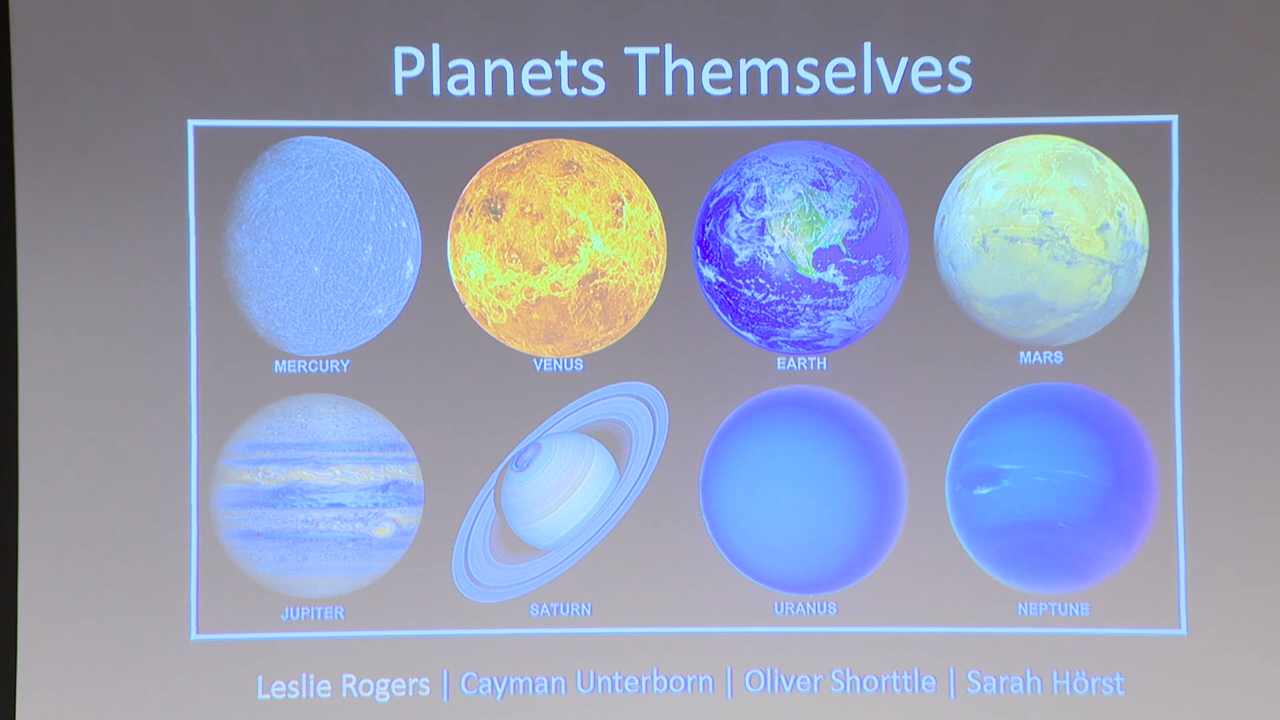 Planets Themselves
MERCURY VENUS EARTH MARS
JUPITER SATURN URANUS NEPTUNE
Leslie Rogers | Cayman Unterborn | Oliver Shorttle | Sarah Hörst